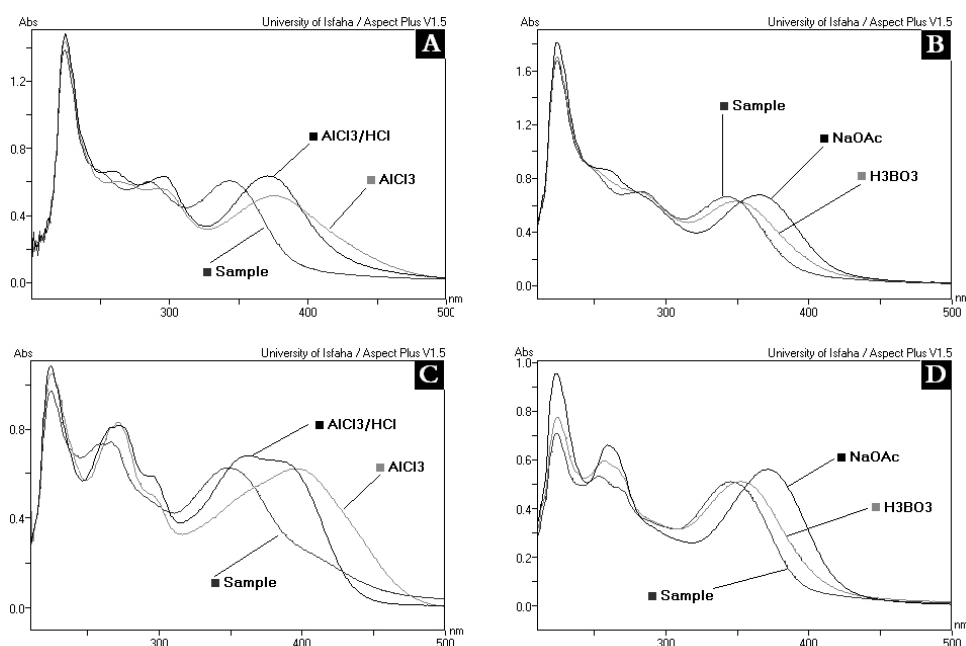 Abs University of Isfaha / Aspect Plus V1.5
A
1.2
AlCl3/HCl
0.8
AlCl3
0.4
Sample
0.0
nm
300 400 500
Abs University of Isfaha / Aspect Plus V1.5
B
1.6
Sample
NaOAc
1.2
H3BO3
0.8
0.4
0.0
nm
300 400 500
Abs University of Isfaha / Aspect Plus V1.5
C
0.8
AlCl3/HCl
AlCl3
0.4
Sample
0.0
nm
300 400 500
Abs University of Isfaha / Aspect Plus V1.5
1.0
D
0.8
NaOAc
0.6
H3BO3
0.4
0.2
Sample
0.0
nm
300 400 500